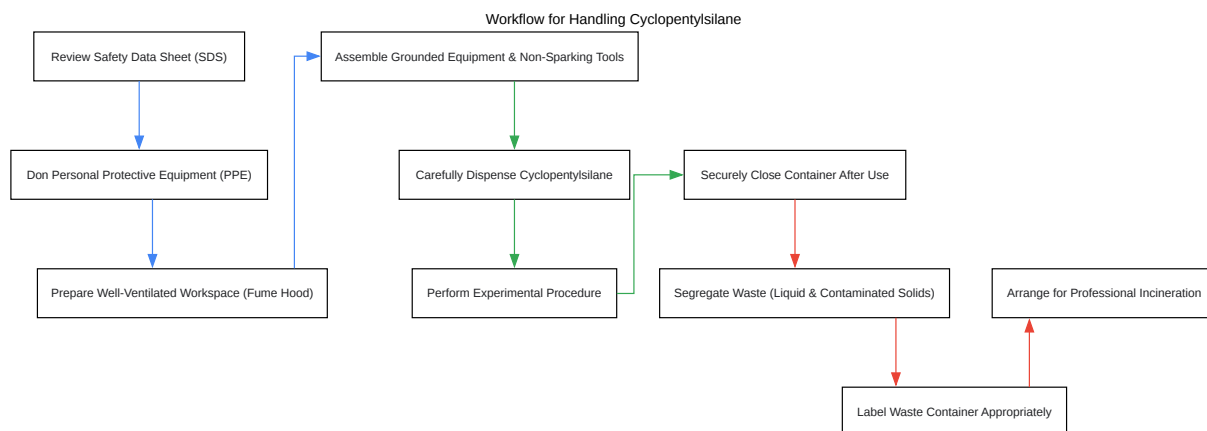 Workflow for Handling Cyclopentylsilane
Review Safety Data Sheet (SDS)
Don Personal Protective Equipment (PPE)
Prepare Well-Ventilated Workspace (Fume Hood)
Assemble Grounded Equipment & Non-Sparking Tools
Carefully Dispense Cyclopentylsilane
Perform Experimental Procedure
Securely Close Container After Use
Segregate Waste (Liquid & Contaminated Solids)
Label Waste Container Appropriately
Arrange for Professional Incineration